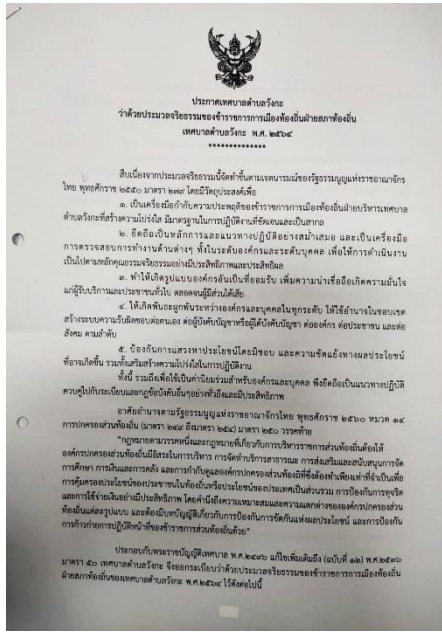 ประกาศเทศบาลตำบลวังกะ
ว่าด้วยประมวลจริยธรรมของข้าราชการการเมืองท้องถิ่นฝ่ายสภาท้องถิ่น
เทศบาลตำบลวังกะ พ.ศ. ๒๕๖๔
**************
สืบเนื่องจากประมวลจริยธรรมนี้จัดทำขึ้นตามเจตนารมณ์ของรัฐธรรมนูญแห่งราชอาณาจักร
ไทย พุทธศักราช ๒๕๕๐ มาตรา ๒๗๙ โดยมีวัตถุประสงค์เพื่อ
๑. เป็นเครื่องมือกำกับความประพฤติของข้าราชการการเมืองท้องถิ่นฝ่ายบริหารเทศบาล
ตำบลวังกะที่สร้างความโปร่งใส มีมาตรฐานในการปฏิบัติงานที่ชัดเจนและเป็นสากล
๒. ยึดถือเป็นหลักการและแนวทางปฏิบัติอย่างสม่ำเสมอ และเป็นเครื่องมือ
การตรวจสอบการทำงานด้านต่างๆ ทั้งในระดับองค์กรและระดับบุคคล เพื่อให้การดำเนินงาน
เป็นไปตามหลักคุณธรรมจริยธรรมอย่างมีประสิทธิภาพและประสิทธิผล
๓. ทำให้เกิดรูปแบบองค์กรอันเป็นที่ยอมรับ เพิ่มความน่าเชื่อถือเกิดความมั่นใจ
แก่ผู้รับบริการและประชาชนทั่วไป ตลอดจนผู้มีส่วนได้เสีย
๔. ให้เกิดพันธะผูกพันระหว่างองค์กรและบุคคลในทุกระดับ ให้ใช้อำนาจในขอบเขต
สร้างระบบความรับผิดชอบต่อตนเอง ต่อผู้บังคับบัญชาหรือผู้ใต้บังคับบัญชา ต่อองค์กร ต่อประชาชน และต่อ
สังคม ตามลำดับ
๕. ป้องกันการแสวงหาประโยชน์โดยมิชอบ และความขัดแย้งทางผลประโยชน์
ที่อาจเกิดขึ้น รวมทั้งเสริมสร้างความโปร่งใสในการปฏิบัติงาน
ทั้งนี้ รวมถึงเพื่อใช้เป็นค่านิยมร่วมสำหรับองค์กรและบุคคล พึงยึดถือเป็นแนวทางปฏิบัติ
ควบคู่ไปกับระเบียบและกฎข้อบังคับอื่นๆอย่างทั่วถึงและมีประสิทธิภาพ
อาศัยอำนาจตามรัฐธรรมนูญแห่งราชอาณาจักรไทย พุทธศักราช ๒๕๖๐ หมวด ๑๔
การปกครองส่วนท้องถิ่น (มาตรา ๒๔๙ ถึงมาตรา ๒๕๔) มาตรา ๒๕๐ วรรคท้าย
"กฎหมายตามวรรคหนึ่งและกฎหมายที่เกี่ยวกับการบริหารราชการส่วนท้องถิ่นต้องให้
องค์กรปกครองส่วนท้องถิ่นมีอิสระในการบริหาร การจัดทำบริการสาธารณะ การส่งเสริมและสนับสนุนการจัด
การศึกษา การเงินและการคลัง และการกำกับดูแลองค์กรปกครองส่วนท้องถิ่นซึ่งต้องทำเพียงเท่าที่จำเป็นเพื่อ
การคุ้มครองประโยชน์ของประชาชนในท้องถิ่นหรือประโยชน์ของประเทศเป็นส่วนรวม การป้องกันการทุจริต
และการใช้จ่ายเงินอย่างมีประสิทธิภาพ โดยคำนึงถึงความเหมาะสมและความแตกต่างขององค์กรปกครองส่วน
ท้องถิ่นแต่ละรูปแบบ และต้องมีบทบัญญัติเกี่ยวกับการป้องกันการขัดกันแห่งผลประโยชน์ และการป้องกัน
การก้าวก่ายการปฏิบัติหน้าที่ของข้าราชการส่วนท้องถิ่นด้วย"
ประกอบกับพระราชบัญญัติเทศบาล พ.ศ.๒๔๙๖ แก้ไขเพิ่มเติมถึง (ฉบับที่ ๑๒) พ.ศ.
มาตรา ๕๐ เทศบาลตำบลวังกะ จึงออกระเบียบว่าด้วยประมวลจริยธรรมของข้าราชการการเมืองท้องถิ่น
ฝ่ายสภาท้องถิ่นของเทศบาลตำบลวังกะ พ.ศ.๒๕๖๔ ไว้ดังต่อไปนี้